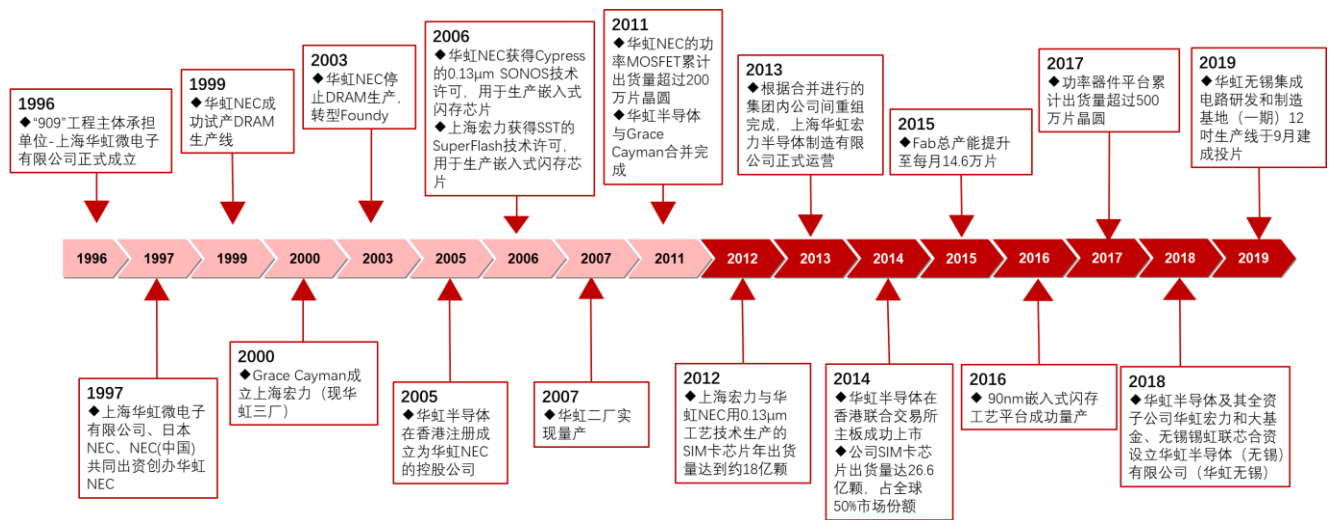 1996
◆“909”工程主体承担
单位-上海华虹微电子
有限公司正式成立
1999
◆华虹NEC成
功试产DRAM
生产线
2003
◆华虹NEC停
止DRAM生产，
转型Foundy
2006
◆华虹NEC获得Cypress
的0.13μm SONOS技术
许可，用于生产嵌入式
闪存芯片
◆上海宏力获得SST的
SuperFlash技术许可，
用于生产嵌入式闪存芯
片
2011
◆华虹NEC的功
率MOSFET累计
出货量超过200
万片晶圆
◆华虹半导体
与Grace
Cayman合并完
成
2013
◆根据合并进行的
集团内公司间重组
完成，上海华虹宏
力半导体制造有限
公司正式运营
2015
◆Fab总产能提升
至每月14.6万片
2017
◆功率器件平台累
计出货量超过500
万片晶圆
2019
◆华虹无锡集成
电路研发和制造
基地（一期）12
吋生产线于9月建
成投片
1996
1997
1999
2000
2003
2005
2006
2007
2011
2012
2013
2014
2015
2016
2017
2018
2019
1997
◆上海华虹微电子
有限公司、日本
NEC、NEC(中国)
共同出资创办华虹
NEC
2000
◆Grace Cayman成
立上海宏力（现华
虹三厂）
2005
◆华虹半导体
在香港注册成
立为华虹NEC
的控股公司
2007
◆华虹二厂实
现量产
2012
◆上海宏力与华
虹NEC用0.13μm
工艺技术生产的
SIM卡芯片年出货
量达到约18亿颗
2014
◆华虹半导体在
香港联合交易所
主板成功上市
◆公司SIM卡芯
片出货量达26.6
亿颗，占全球
50%市场份额
2016
◆ 90nm嵌入式闪存
工艺平台成功量产
2018
◆华虹半导体及其全资子
公司华虹宏力和大基
金、无锡锡虹联芯合资
设立华虹半导体（无锡）
有限公司（华虹无锡）